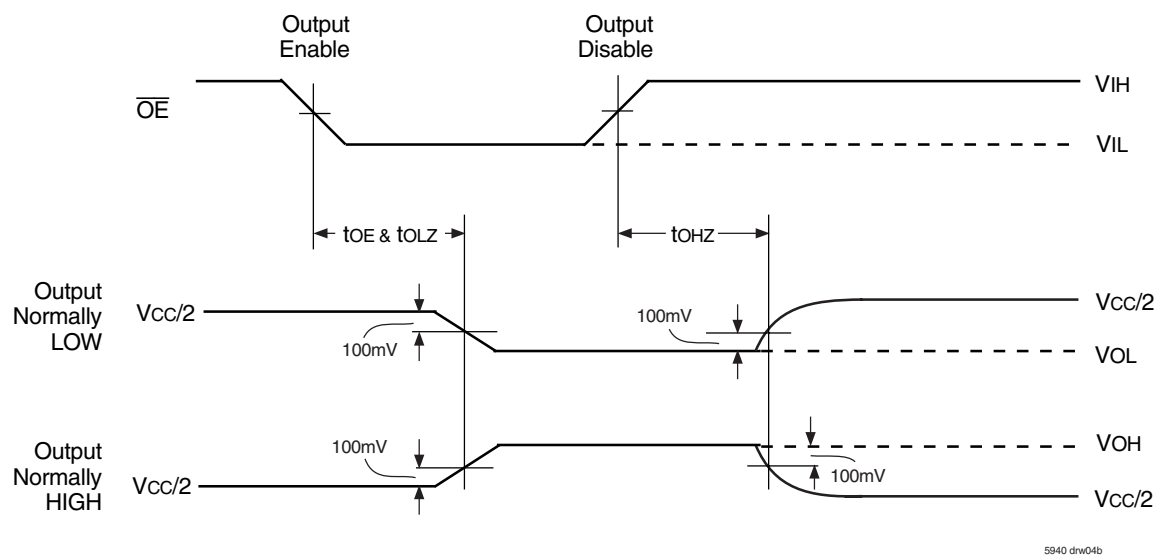 Output
Enable
Output
Disable
OE
VIH
VIL
tOE & tOLZ
tOHZ
Output
Normally
LOW
VCC/2
100mV
100mV
VCC/2
VOL
Output
Normally
HIGH
VCC/2
100mV
VOH
100mV
VCC/2
5940 drw04b